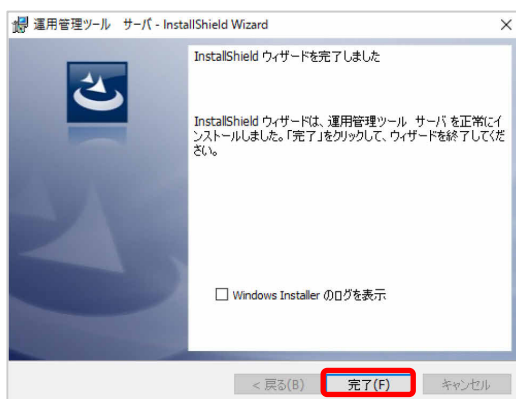 運用管理ツール　サーバ - InstallShield Wizard
InstallShield ウィザードを完了しました
InstallShield ウィザードは、運用管理ツール　サーバ を正常にイ
ンストールしました。「完了」をクリックして、ウィザードを終了してくだ
さい。
Windows Installer のログを表示
< 戻る(B)
完了(F)
キャンセル